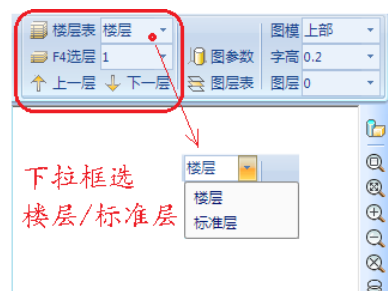 楼层表 楼层 图模 上部
F4选层 1 图参数 字高 0.2
上一层 下一层 图层表 图层 0
楼层
楼层
标准层
下拉框选
楼层/标准层